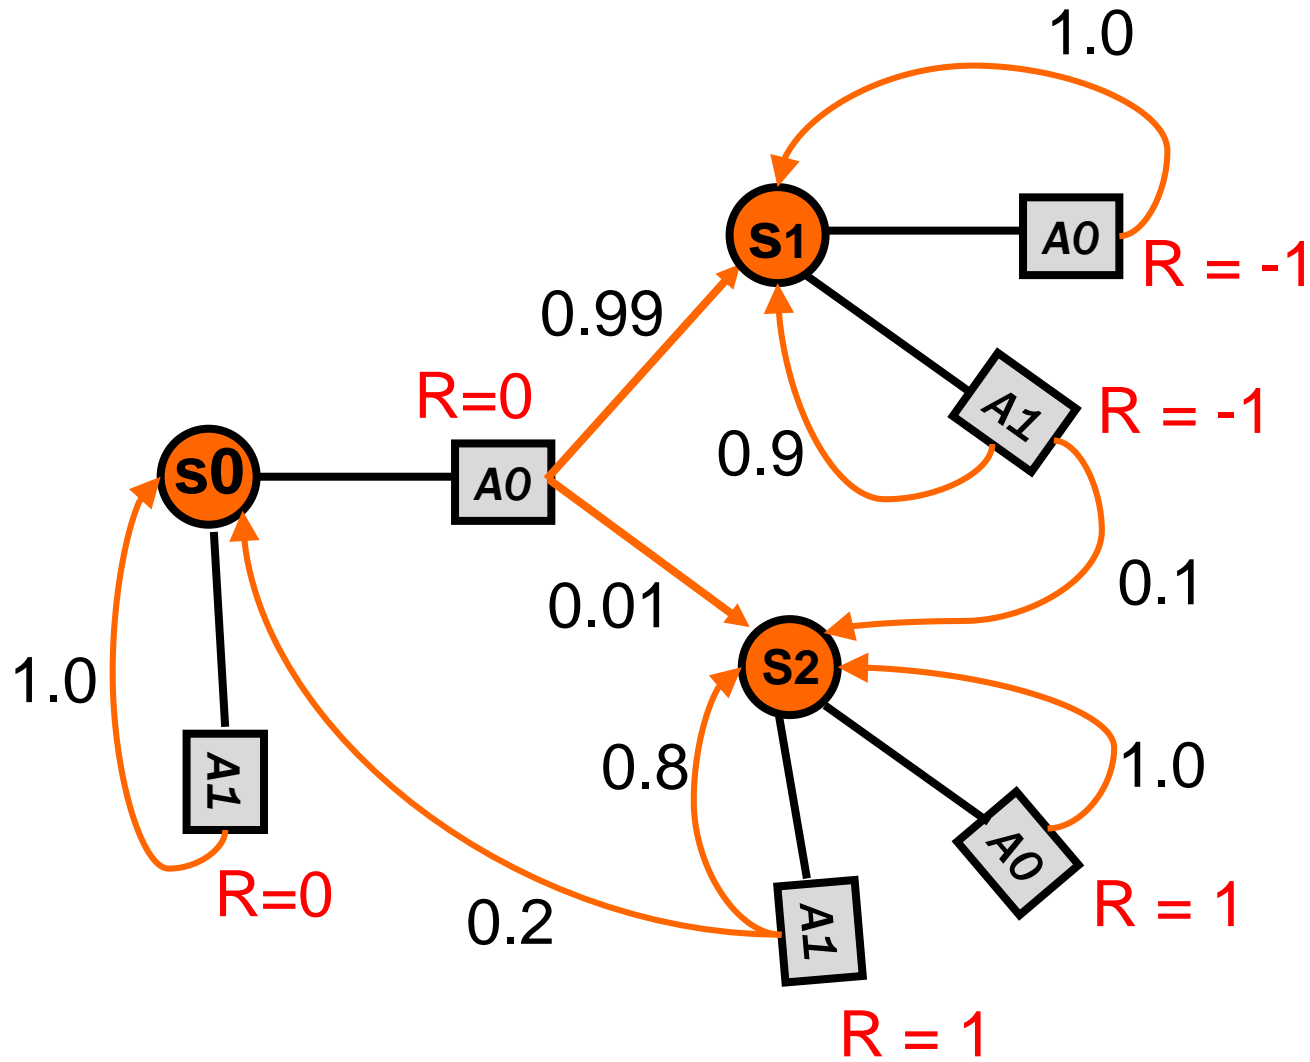 1.0
S1
A0
R = -1
0.99
R=0
A1
R = -1
0.9
s0
A0
0.1
0.01
1.0
S2
0.8
1.0
A1
A0
R=0
0.2
A1
R = 1
R = 1